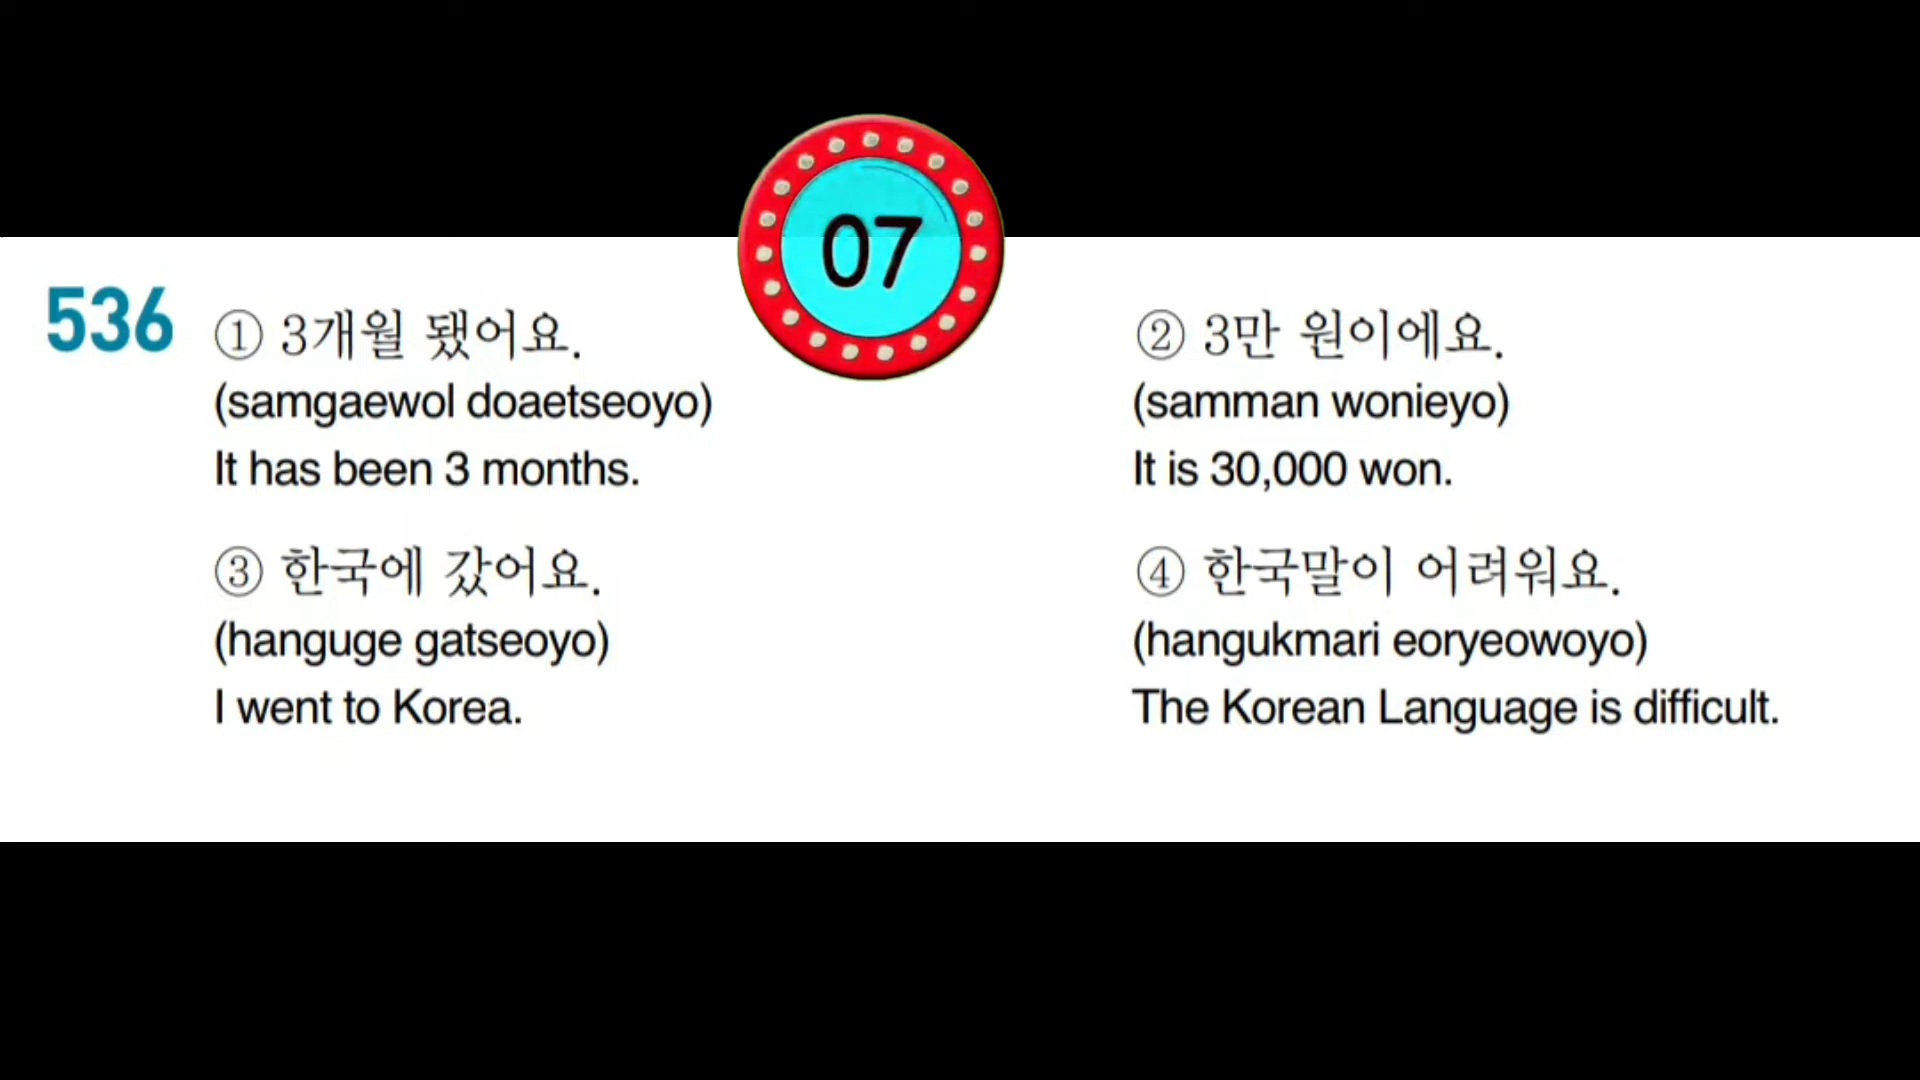 07
536
① 3개월 됐어요.
(samgaewol doaetseoyo)
It has been 3 months.
② 3만 원이에요.
(samman wonieyo)
It is 30,000 won.
③ 한국에 갔어요.
(hanguge gatseoyo)
I went to Korea.
④ 한국말이 어려워요.
(hangukmari eoryeowoyo)
The Korean Language is difficult.